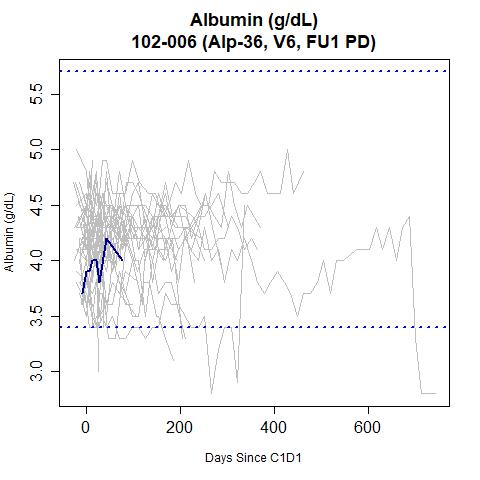 Albumin (g/dL)
102-006 (Alp-36, V6, FU1 PD)
Albumin (g/dL)
5.5
5.0
4.5
4.0
3.5
3.0
0 200 400 600
Days Since C1D1